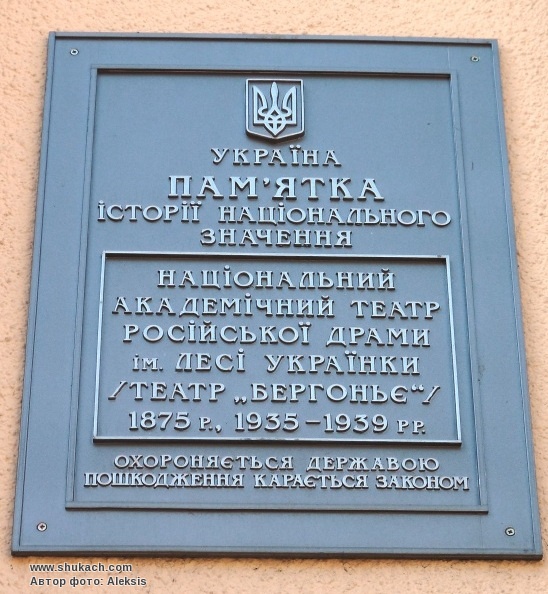 УКРАЇНА
ПАМ'ЯТКА
ІСТОРІЇ НАЦІОНАЛЬНОГО
ЗНАЧЕННЯ
НАЦІОНАЛЬНИЙ
АКАДЕМІЧНИЙ ТЕАТР
РОСІЙСЬКОЇ ДРАМИ
ІМ. ЛЕСІ УКРАЇНКИ
/ТЕАТР „БЕРГОНЬЄ“/
1875 Р., 1935–1939 РР.
ОХОРОНЯЄТЬСЯ ДЕРЖАВОЮ
ПОШКОДЖЕННЯ КАРАЄТЬСЯ ЗАКОНОМ
www.shukach.com
Автор фото: Aleksis